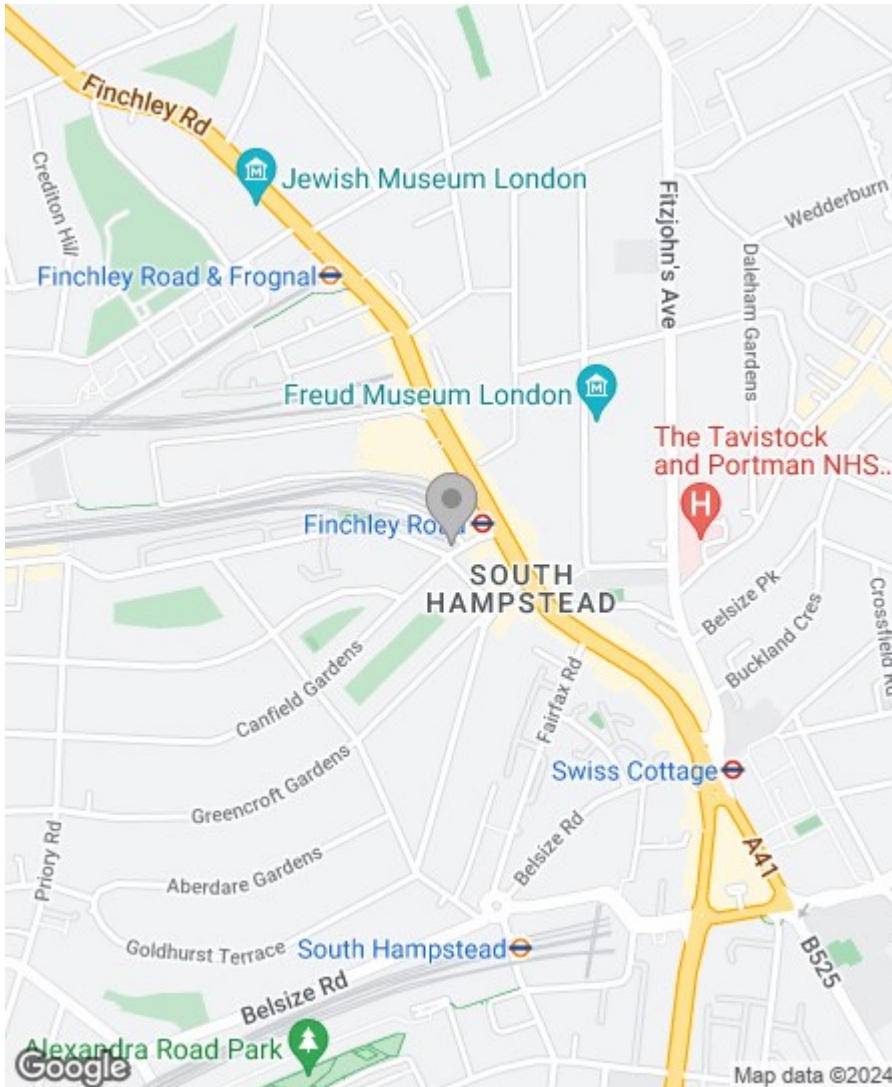 Finchley Rd
Jewish Museum London
Crediton Hill
Fitzjohn's Ave
Wedderburn
Daleham Gardens
Finchley Road & Frognal
Freud Museum London
The Tavistock
and Portman NHS...
Finchley Road
SOUTH
HAMPSTEAD
Belsize Pk
Buckland Cres
Crossfield Rd
Canfield Gardens
Fairfax Rd
Swiss Cottage
Greencroft Gardens
Belsize Rd
A41
Priory Rd
Aberdare Gardens
Goldhurst Terrace
South Hampstead
B525
Belsize Rd
Alexandra Road Park
Google
Map data ©2024